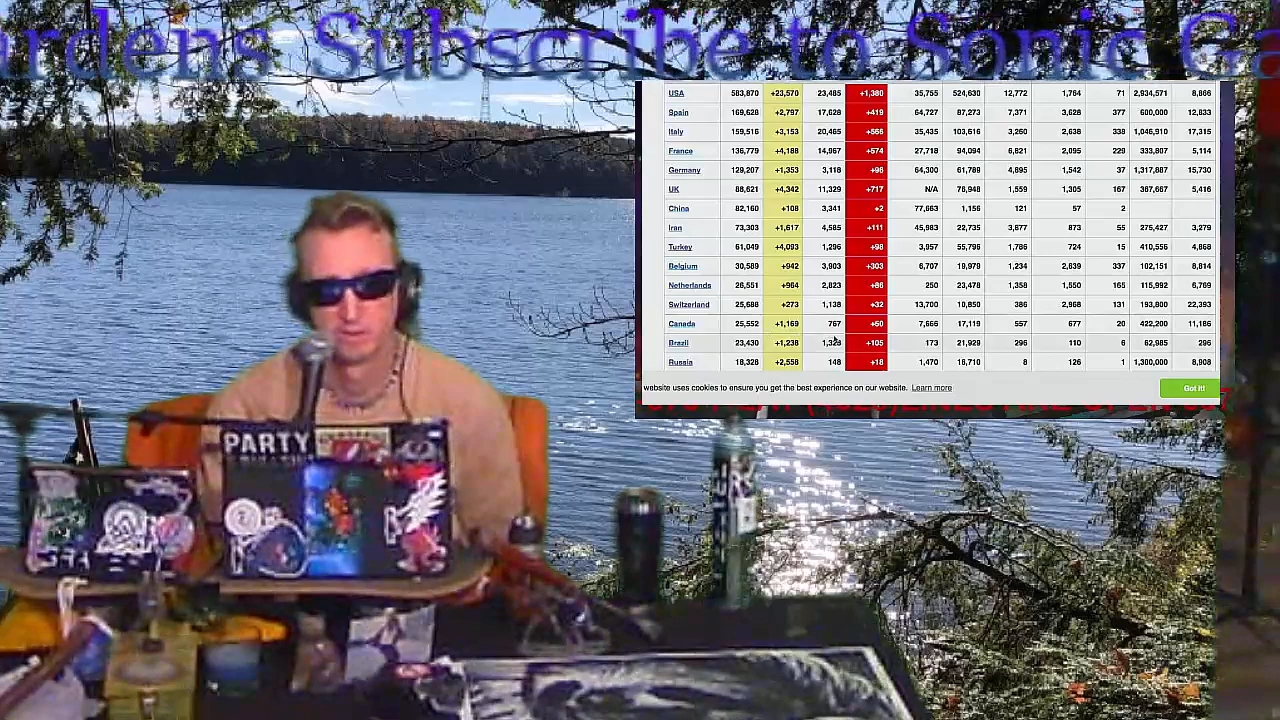 ardens Subscribe to Sonic Ga
USA 583,870 +23,570 23,485 +1,380 35,755 524,630 12,772 1,764 71 2,934,571 8,866
Spain 169,628 +2,797 17,628 +419 64,727 87,273 7,371 3,628 377 600,000 12,833
Italy 159,516 +3,153 20,465 +566 35,435 103,616 3,260 2,638 338 1,046,910 17,315
France 136,779 +4,188 14,967 +574 27,718 94,094 6,821 2,095 229 333,807 5,114
Germany 129,207 +1,353 3,118 +96 64,300 61,789 4,895 1,542 37 1,317,887 15,730
UK 88,621 +4,342 11,329 +717 N/A 76,948 1,559 1,305 167 367,667 5,416
China 82,160 +108 3,341 +2 77,663 1,156 121 57 2
Iran 73,303 +1,617 4,585 +111 45,983 22,735 3,877 873 55 275,427 3,279
Turkey 61,049 +4,093 1,296 +98 3,957 55,796 1,786 724 15 410,556 4,868
Belgium 30,589 +942 3,903 +303 6,707 19,979 1,234 2,639 337 102,151 8,814
Netherlands 26,551 +964 2,823 +86 250 23,478 1,358 1,550 165 115,992 6,769
Switzerland 25,688 +273 1,138 +32 13,700 10,850 386 2,968 131 193,800 22,393
Canada 25,552 +1,169 767 +50 7,666 17,119 557 677 20 422,200 11,186
Brazil 23,430 +1,238 +105 173 21,929 296 110 6 62,985 296
Russia 18,328 +2,558 148 +18 1,470 16,710 8 126 1 1,300,000 8,908
website uses cookies to ensure you get the best experience on our website. Learn more Got it!
PARTY